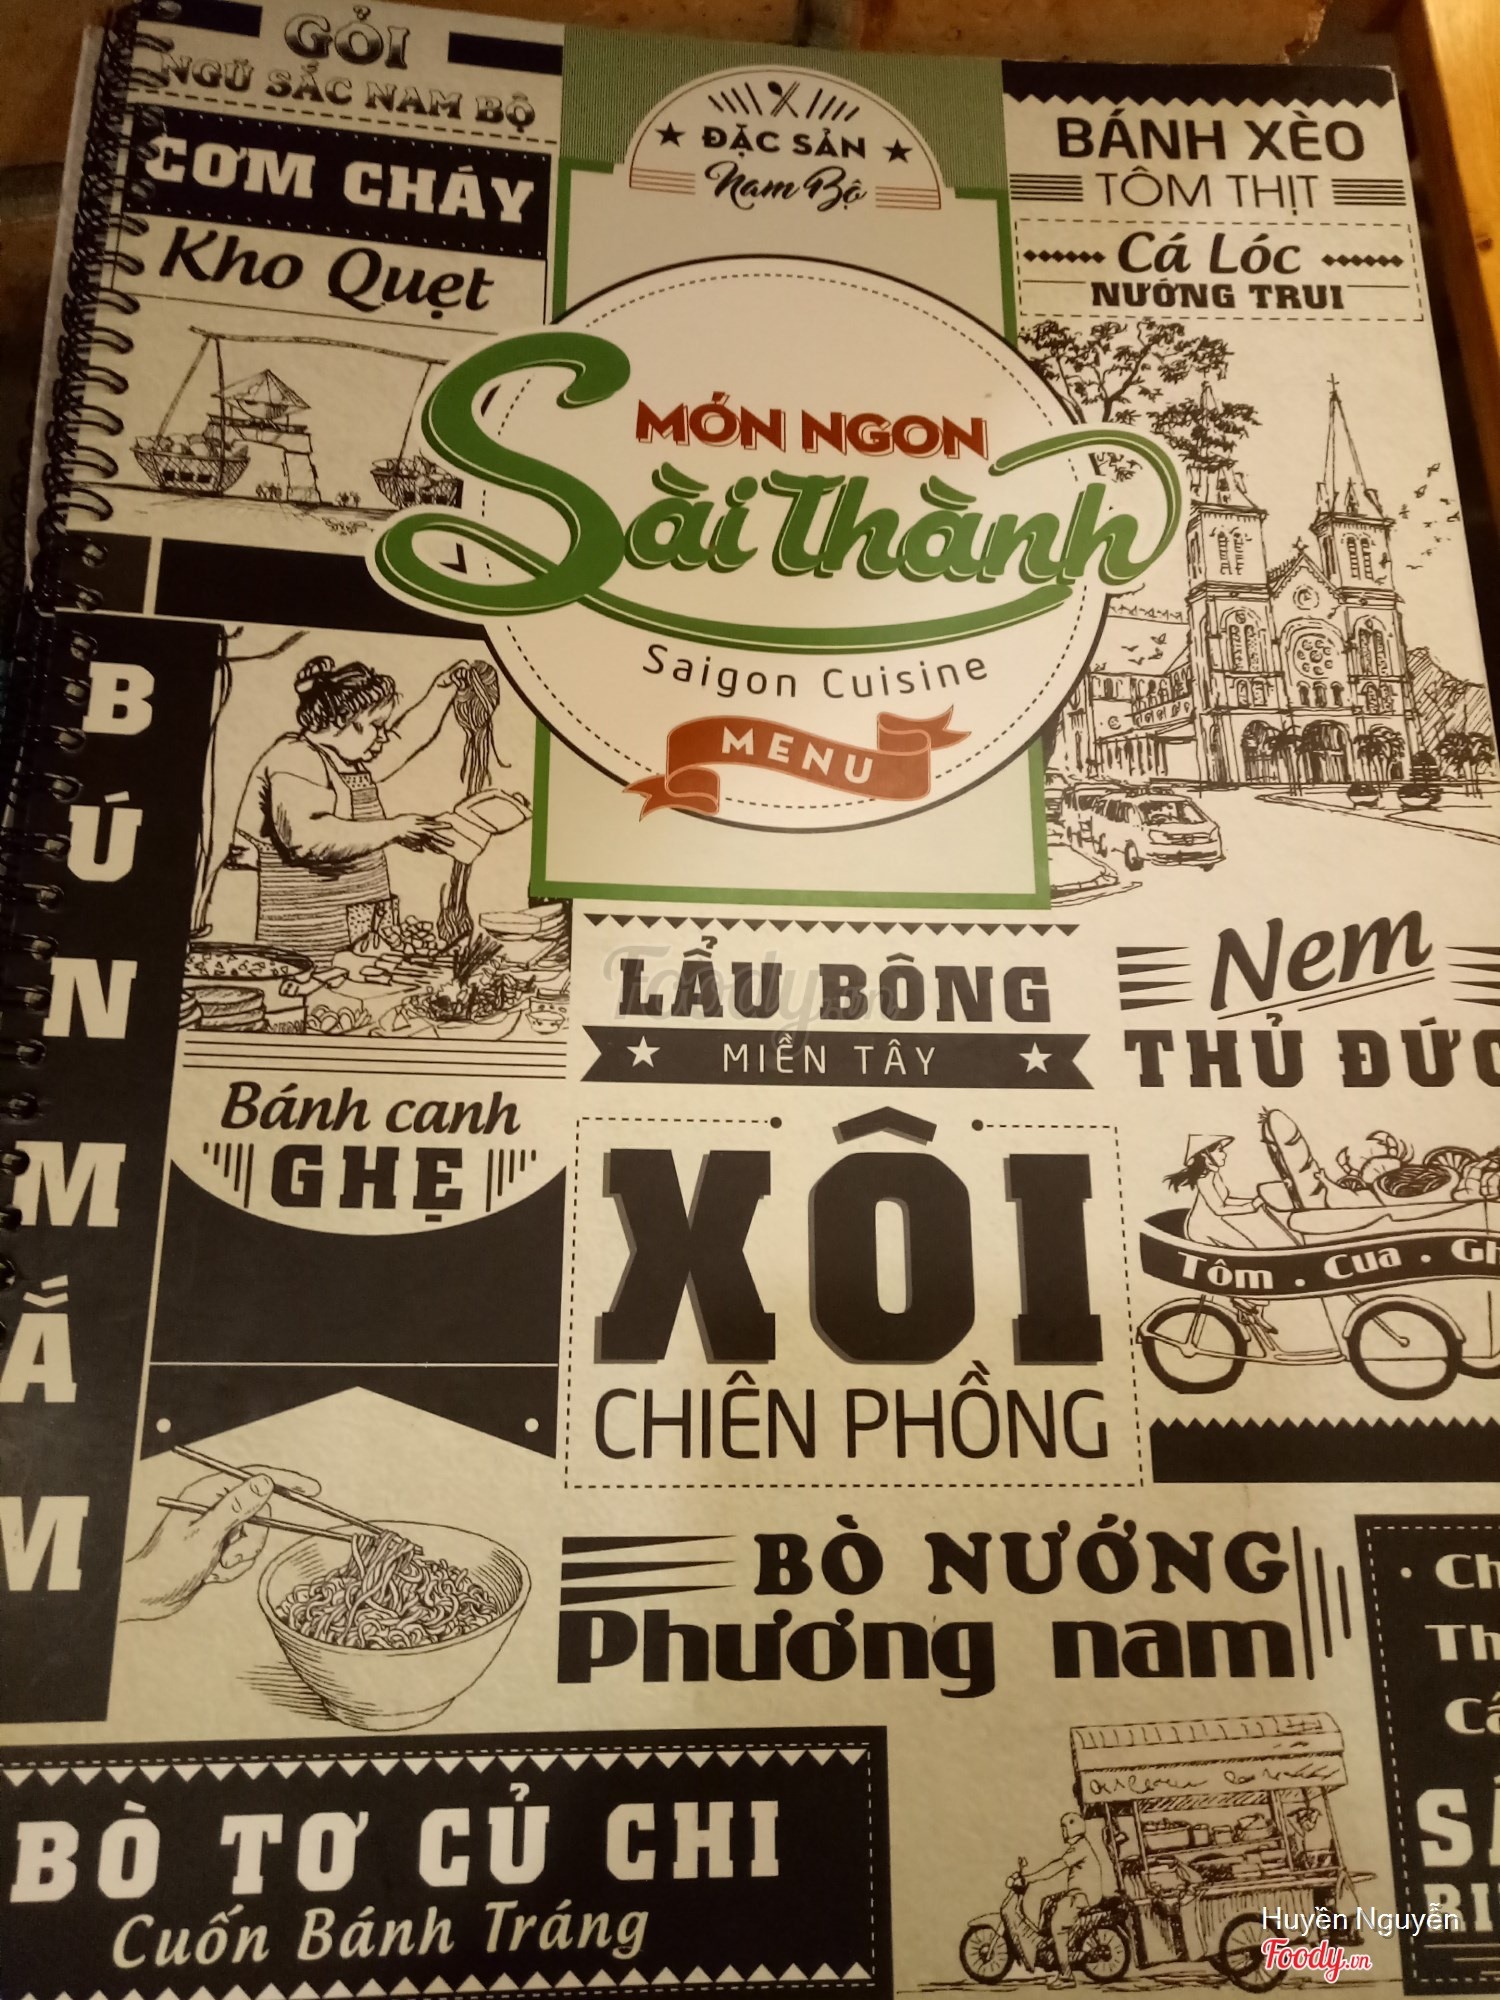 GỎI
NGŨ SẮC NAM BỘ
CƠM CHÁY
Kho Quẹt
ĐẶC SẢN
Nam Bộ
BÁNH XÈO
TÔM THỊT
Cá Lóc
NƯỚNG TRUI
MÓN NGON
Sài Thành
Saigon Cuisine
MENU
BÚN MẮM
Bánh canh
GHẸ
LẨU BÔNG
MIỀN TÂY
Foody.vn
Nem
THỦ ĐỨC
XÔI
CHIÊN PHỒNG
Tôm . Cua . Gh
BÒ NƯỚNG
Phương nam
BÒ TƠ CỦ CHI
Cuốn Bánh Tráng
Huyền Nguyễn
Foody.vn